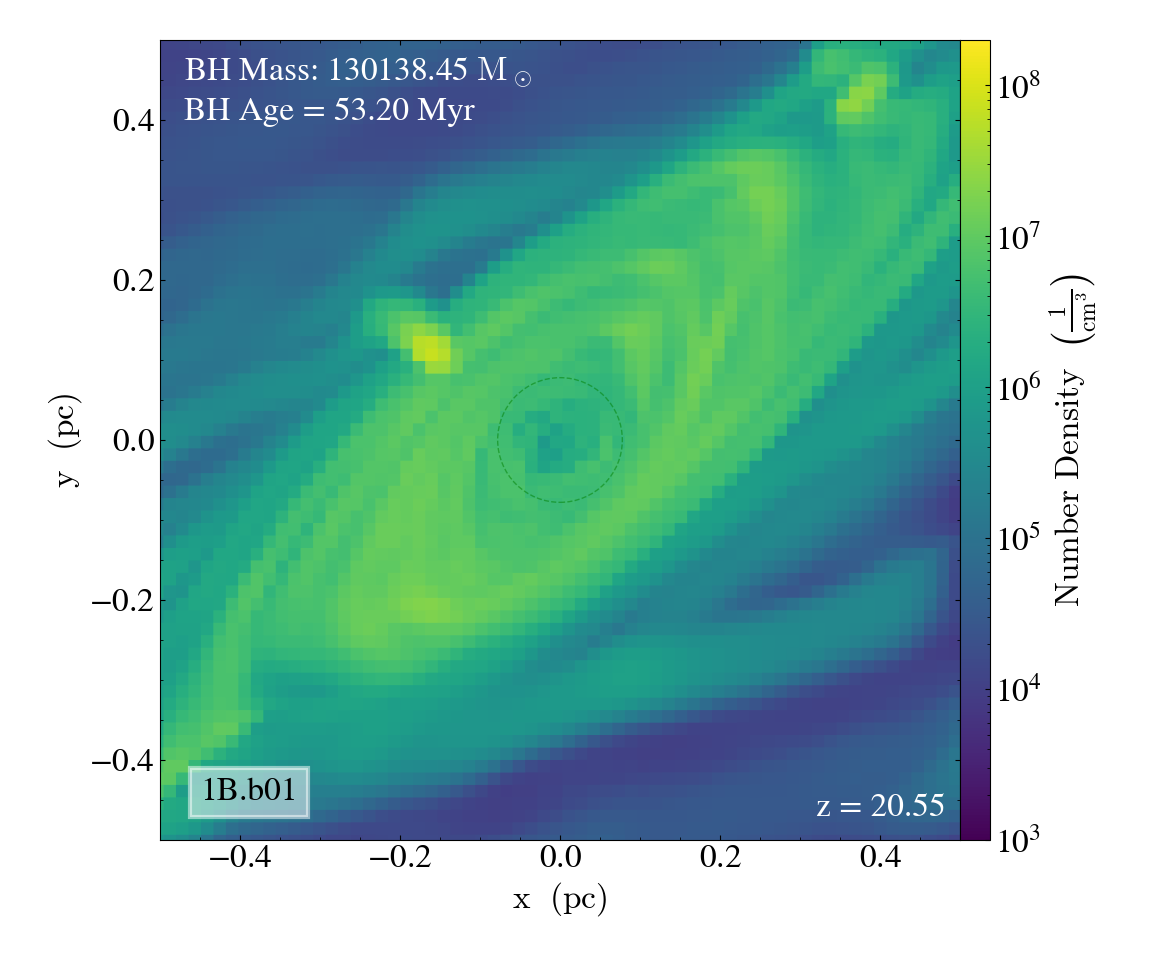 BH Mass: 130138.45 M⊙
BH Age = 53.20 Myr
0.4
0.2
0.0
−0.2
−0.4
y (pc)
1B.b01
z = 20.55
−0.4 −0.2 0.0 0.2 0.4
x (pc)
10⁸
10⁷
10⁶
10⁵
10⁴
10³
Number Density (1/cm³)